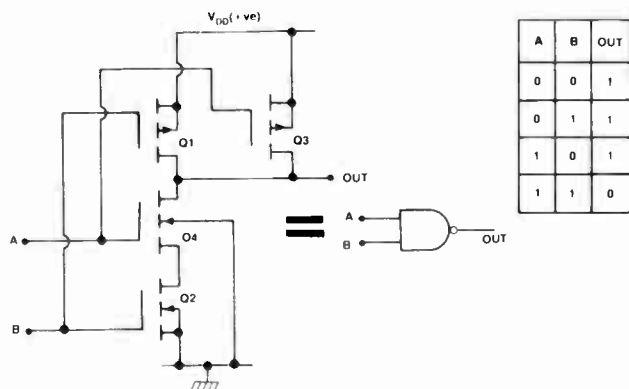 V_DD(+ve)
Q1
Q3
OUT
A
Q4
Q2
B
A
B
OUT
A B OUT
0 0 1
0 1 1
1 0 1
1 1 0